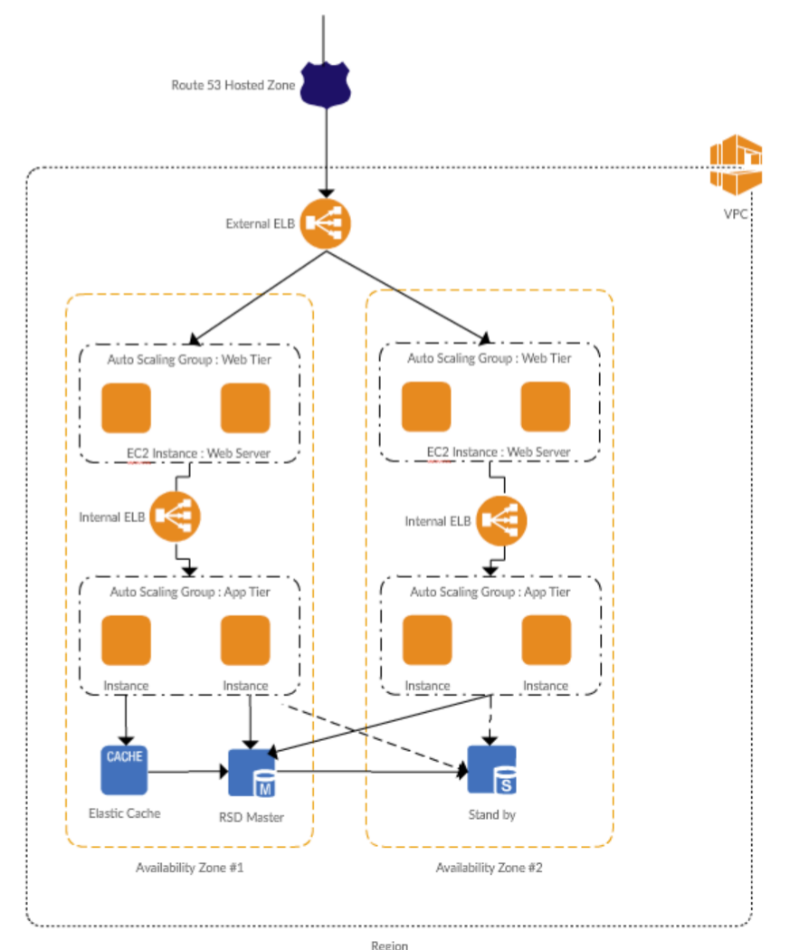 Route 53 Hosted Zone
VPC
External ELB
Auto Scaling Group : Web Tier
EC2 Instance : Web Server
Auto Scaling Group : Web Tier
EC2 Instance : Web Server
Internal ELB
Internal ELB
Auto Scaling Group : App Tier
Instance
Instance
Auto Scaling Group : App Tier
Instance
Instance
CACHE
M
S
Elastic Cache
RSD Master
Stand by
Availability Zone #1
Availability Zone #2
Region